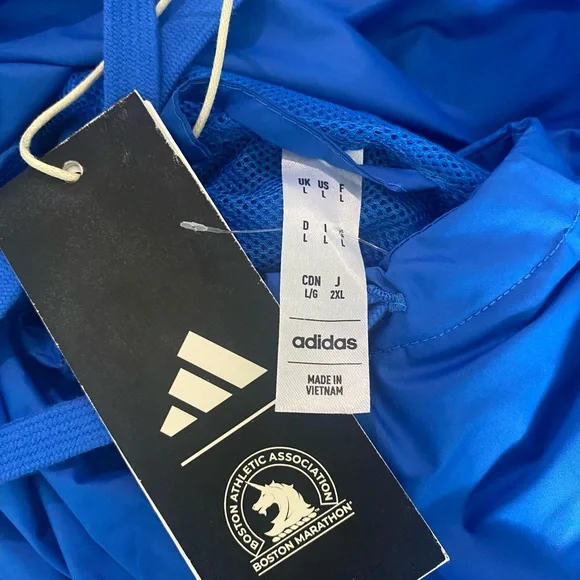 UK US F
L L L
D I
L L L
CDN J
L/G 2XL
adidas
MADE IN
VIETNAM
BOSTON ATHLETIC ASSOCIATION
BOSTON MARATHON®